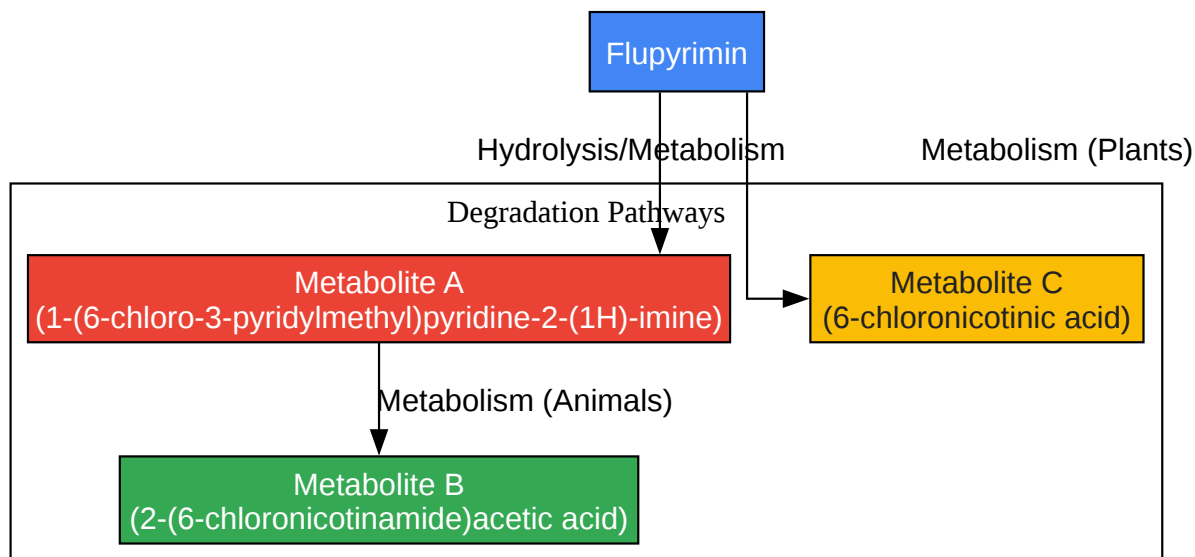 Flupyrimin
Hydrolysis/Metabolism
Metabolism (Plants)
Degradation Pathways
Metabolite A
(1-(6-chloro-3-pyridylmethyl)pyridine-2-(1H)-imine)
Metabolite C
(6-chloronicotinic acid)
Metabolism (Animals)
Metabolite B
(2-(6-chloronicotinamide)acetic acid)